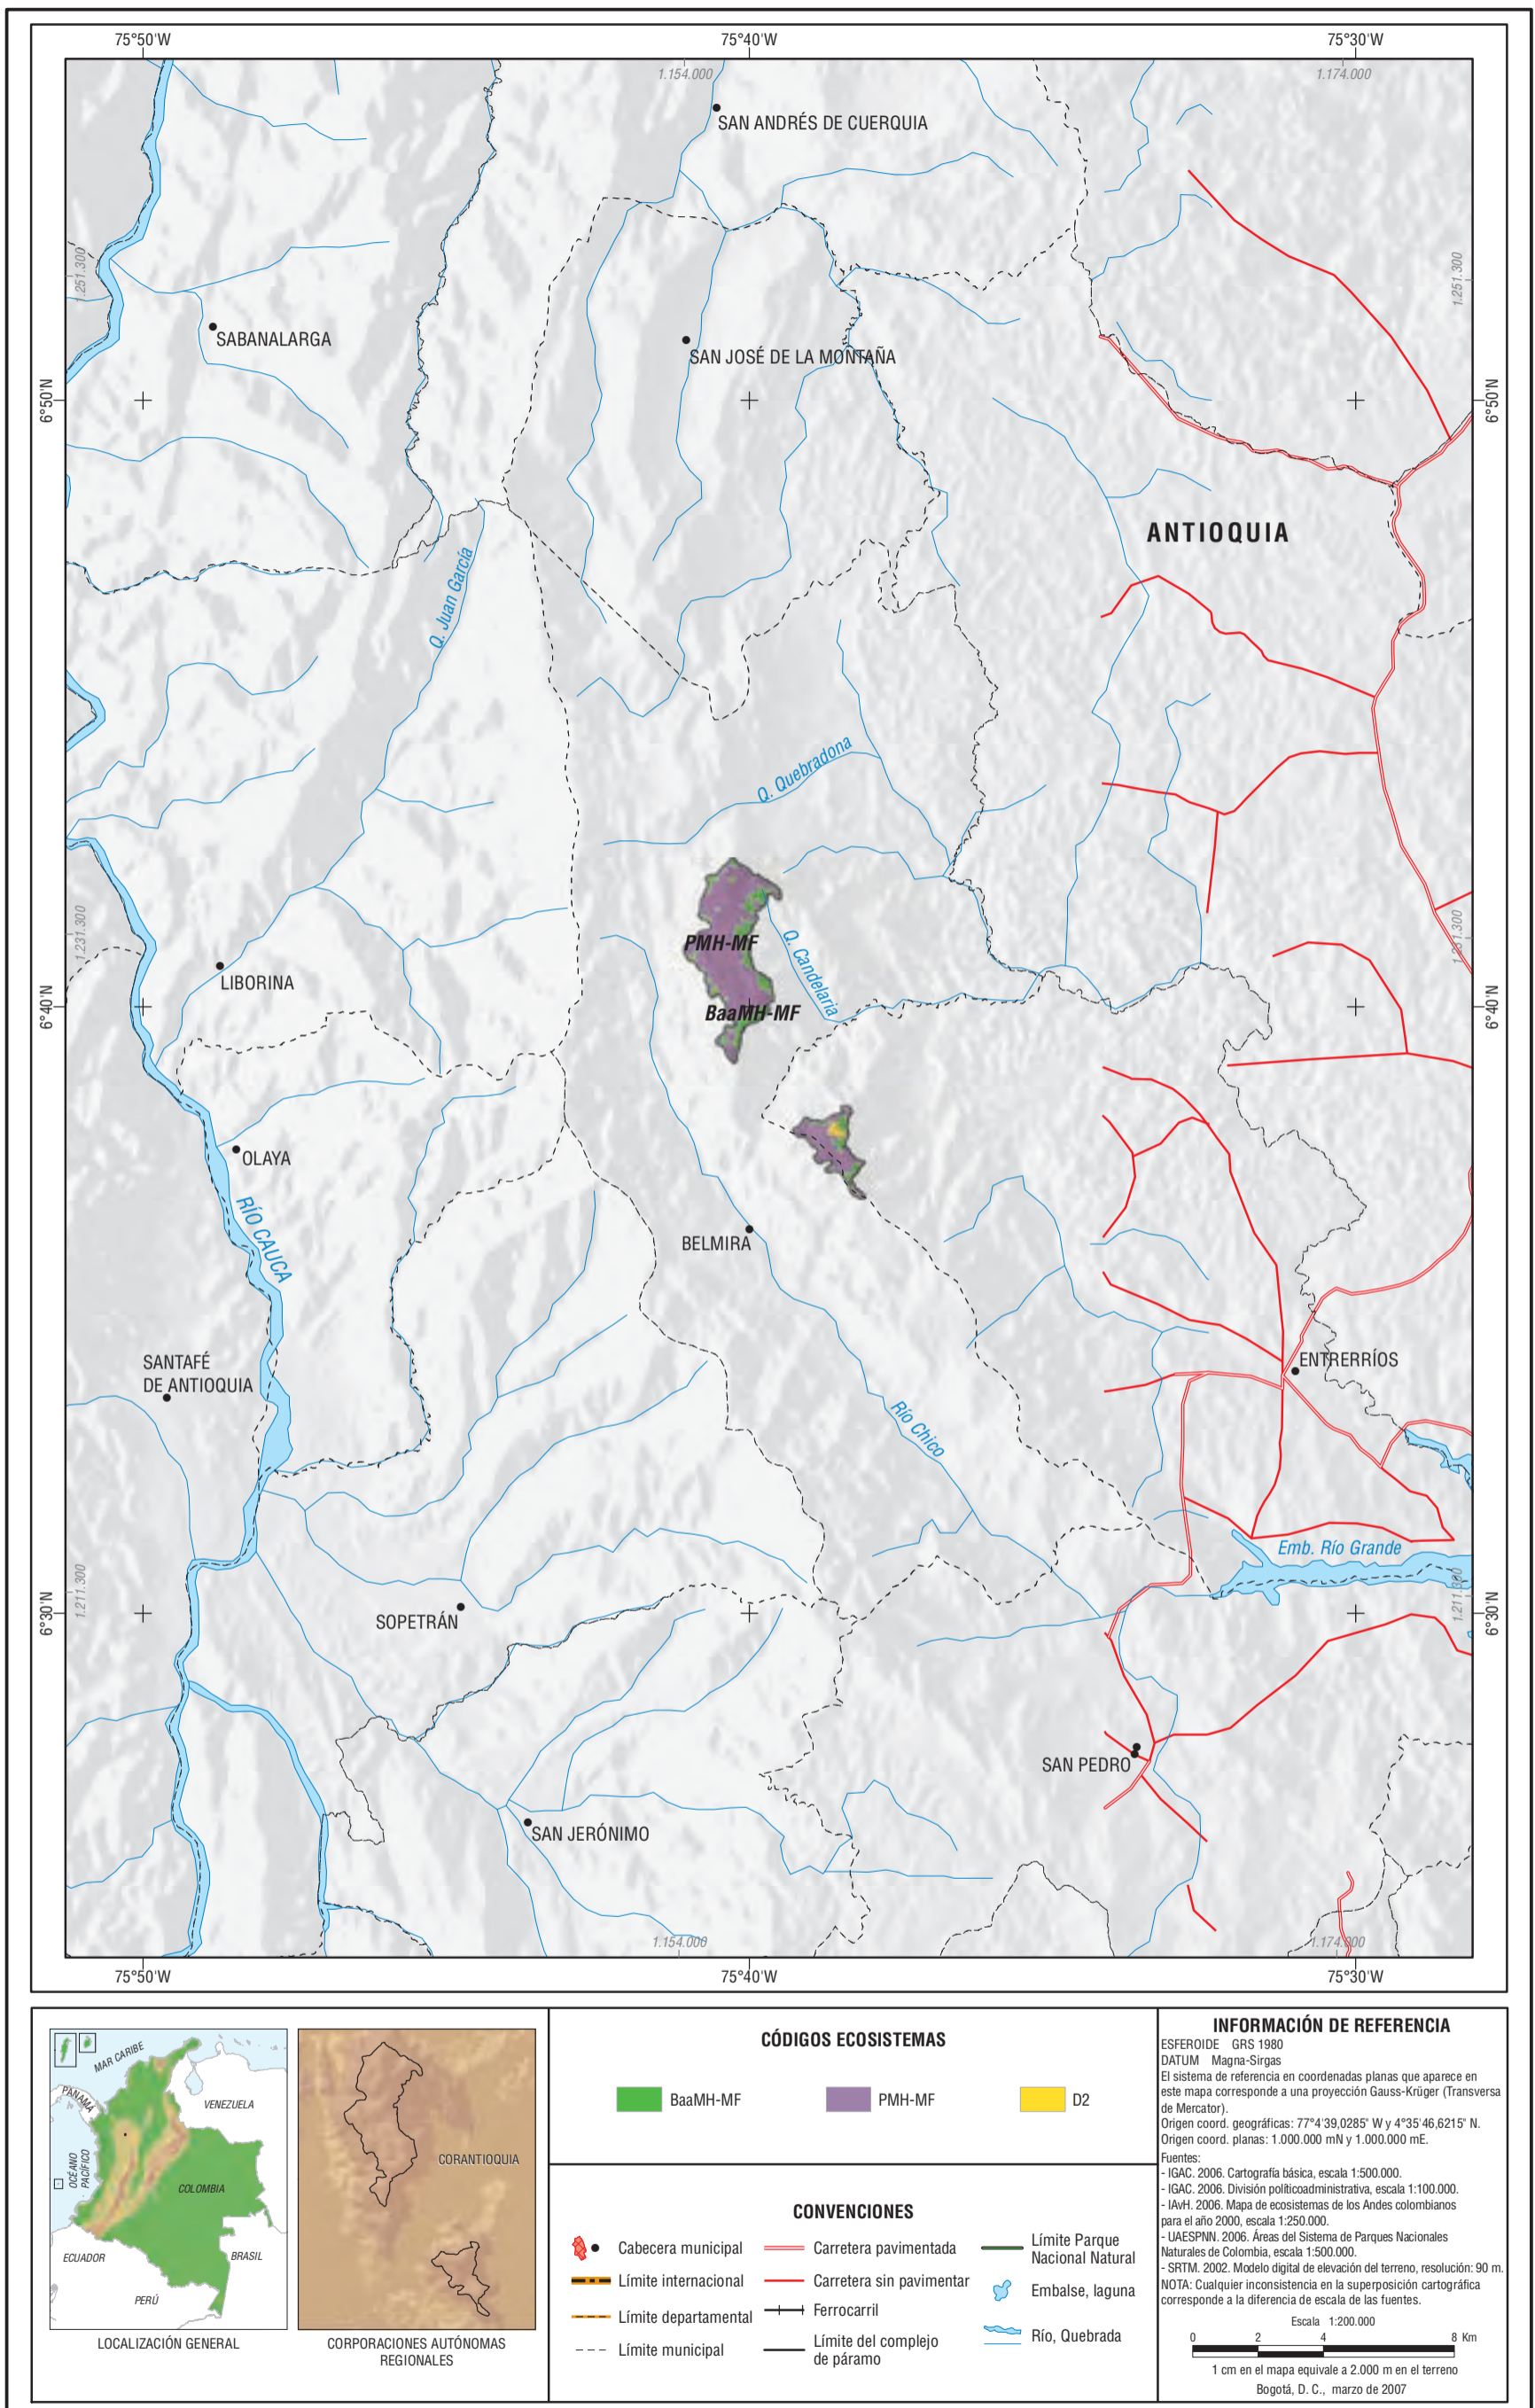 75°50'W
75°40'W
75°30'W
1.154.000
1.174.000
SAN ANDRÉS DE CUERQUIA
1.251.300
1.251.300
SABANALARGA
SAN JOSÉ DE LA MONTAÑA
6°50'N
6°50'N
ANTIOQUIA
Q. Juan García
Q. Quebradona
1.231.300
1.231.300
PMH-MF
Q. Candelaria
LIBORINA
6°40'N
BaaMH-MF
6°40'N
OLAYA
RÍO CAUCA
BELMIRA
SANTAFÉ
DE ANTIOQUIA
ENTRERRÍOS
Río Chico
Emb. Río Grande
1.211.300
1.211.300
6°30'N
6°30'N
SOPETRÁN
SAN PEDRO
SAN JERÓNIMO
1.154.000
1.174.000
75°50'W
75°40'W
75°30'W
MAR CARIBE
PANAMÁ
VENEZUELA
OCÉANO
PACÍFICO
COLOMBIA
ECUADOR
BRASIL
PERÚ
LOCALIZACIÓN GENERAL
CORANTIOQUIA
CORPORACIONES AUTÓNOMAS
REGIONALES
CÓDIGOS ECOSISTEMAS
BaaMH-MF
PMH-MF
D2
CONVENCIONES
Cabecera municipal
Límite internacional
Límite departamental
Límite municipal
Carretera pavimentada
Carretera sin pavimentar
Ferrocarril
Límite del complejo
de páramo
Límite Parque
Nacional Natural
Embalse, laguna
Río, Quebrada
INFORMACIÓN DE REFERENCIA
ESFEROIDE GRS 1980
DATUM Magna-Sirgas
El sistema de referencia en coordenadas planas que aparece en
este mapa corresponde a una proyección Gauss-Krüger (Transversa
de Mercator).
Origen coord. geográficas: 77°4'39,0285" W y 4°35'46,6215" N.
Origen coord. planas: 1.000.000 mN y 1.000.000 mE.
Fuentes:
- IGAC. 2006. Cartografía básica, escala 1:500.000.
- IGAC. 2006. División políticoadministrativa, escala 1:100.000.
- IAvH. 2006. Mapa de ecosistemas de los Andes colombianos
para el año 2000, escala 1:250.000.
- UAESPNN. 2006. Áreas del Sistema de Parques Nacionales
Naturales de Colombia, escala 1:500.000.
- SRTM. 2002. Modelo digital de elevación del terreno, resolución: 90 m.
NOTA: Cualquier inconsistencia en la superposición cartográfica
corresponde a la diferencia de escala de las fuentes.
Escala 1:200.000
0 2 4 8 Km
1 cm en el mapa equivale a 2.000 m en el terreno
Bogotá, D. C., marzo de 2007